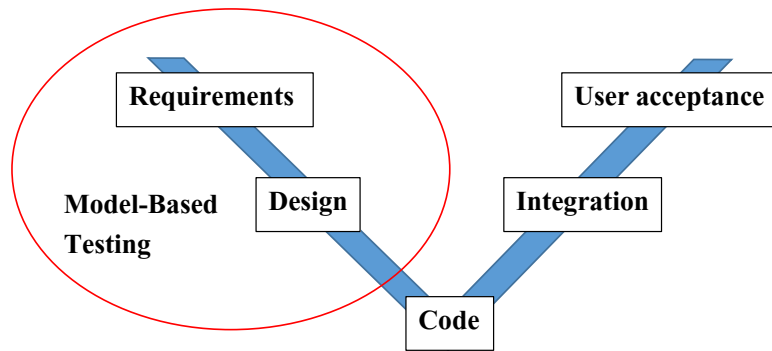 Requirements
User acceptance
Model-Based
Testing
Design
Integration
Code